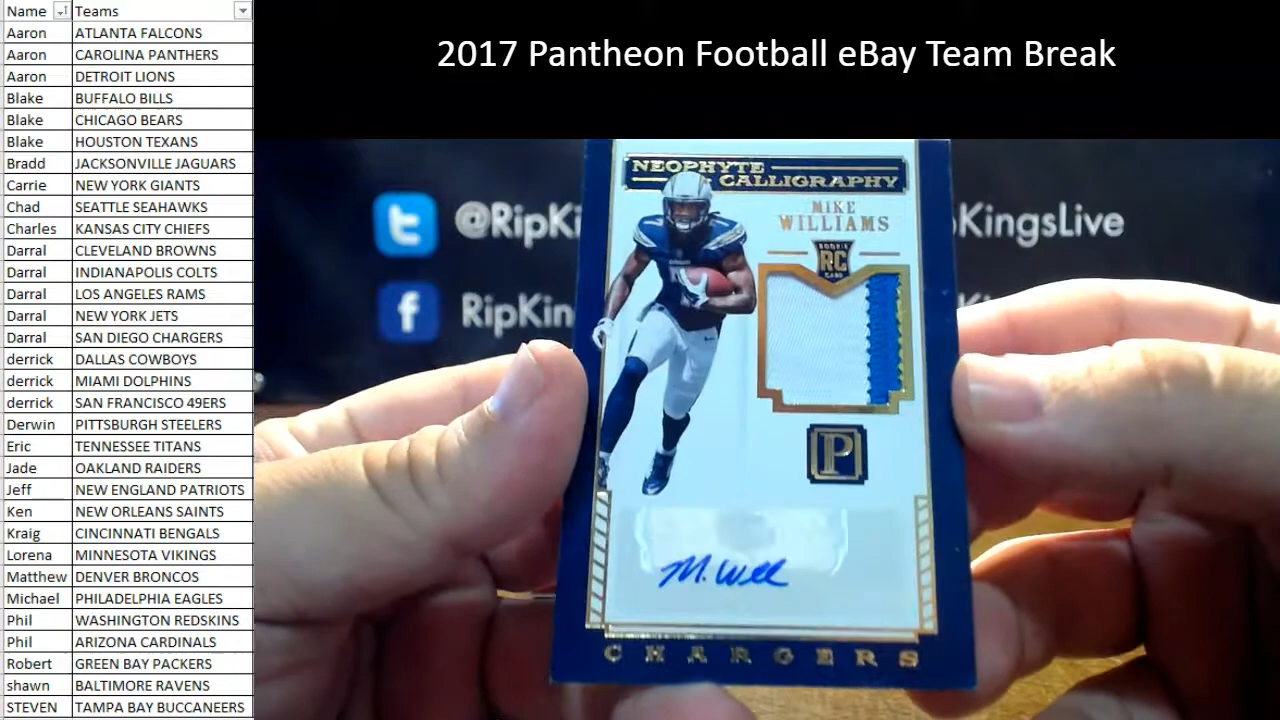 Name Teams
Aaron ATLANTA FALCONS
Aaron CAROLINA PANTHERS
Aaron DETROIT LIONS
Blake BUFFALO BILLS
Blake CHICAGO BEARS
Blake HOUSTON TEXANS
Bradd JACKSONVILLE JAGUARS
Carrie NEW YORK GIANTS
Chad SEATTLE SEAHAWKS
Charles KANSAS CITY CHIEFS
Darral CLEVELAND BROWNS
Darral INDIANAPOLIS COLTS
Darral LOS ANGELES RAMS
Darral NEW YORK JETS
Darral SAN DIEGO CHARGERS
derrick DALLAS COWBOYS
derrick MIAMI DOLPHINS
derrick SAN FRANCISCO 49ERS
Derwin PITTSBURGH STEELERS
Eric TENNESSEE TITANS
Jade OAKLAND RAIDERS
Jeff NEW ENGLAND PATRIOTS
Ken NEW ORLEANS SAINTS
Kraig CINCINNATI BENGALS
Lorena MINNESOTA VIKINGS
Matthew DENVER BRONCOS
Michael PHILADELPHIA EAGLES
Phil WASHINGTON REDSKINS
Phil ARIZONA CARDINALS
Robert GREEN BAY PACKERS
shawn BALTIMORE RAVENS
STEVEN TAMPA BAY BUCCANEERS
2017 Pantheon Football eBay Team Break
@RipKi
pKingsLive
RipKin
NEOPHYTE
CALLIGRAPHY
MIKE
WILLIAMS
ROOKIE
RC
CARD
P
M. Will
CHARGERS